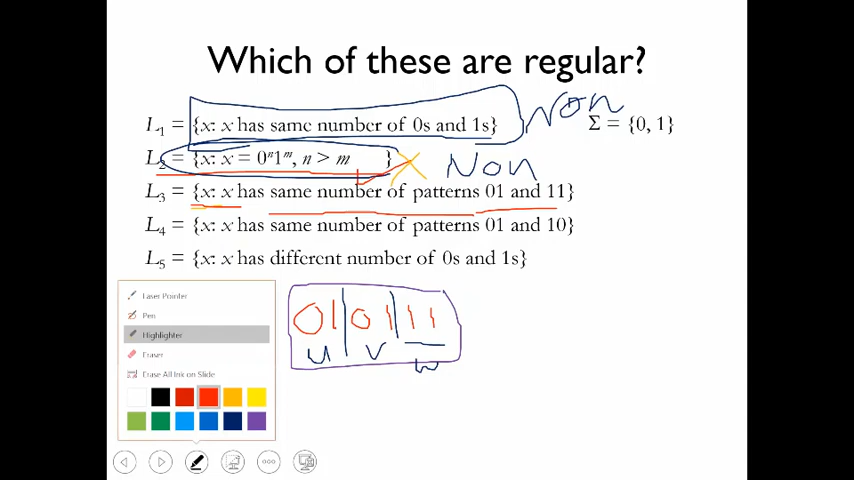 Which of these are regular?
L₁ = {x: x has same number of 0s and 1s} Non
Σ = {0, 1}
L₂ = {x: x = 0ⁿ1ᵐ, n > m } Non
L₃ = {x: x has same number of patterns 01 and 11}
L₄ = {x: x has same number of patterns 01 and 10}
L₅ = {x: x has different number of 0s and 1s}
Laser Pointer
Pen
Highlighter
Eraser
Erase All Ink on Slide
01|01|11
u v w